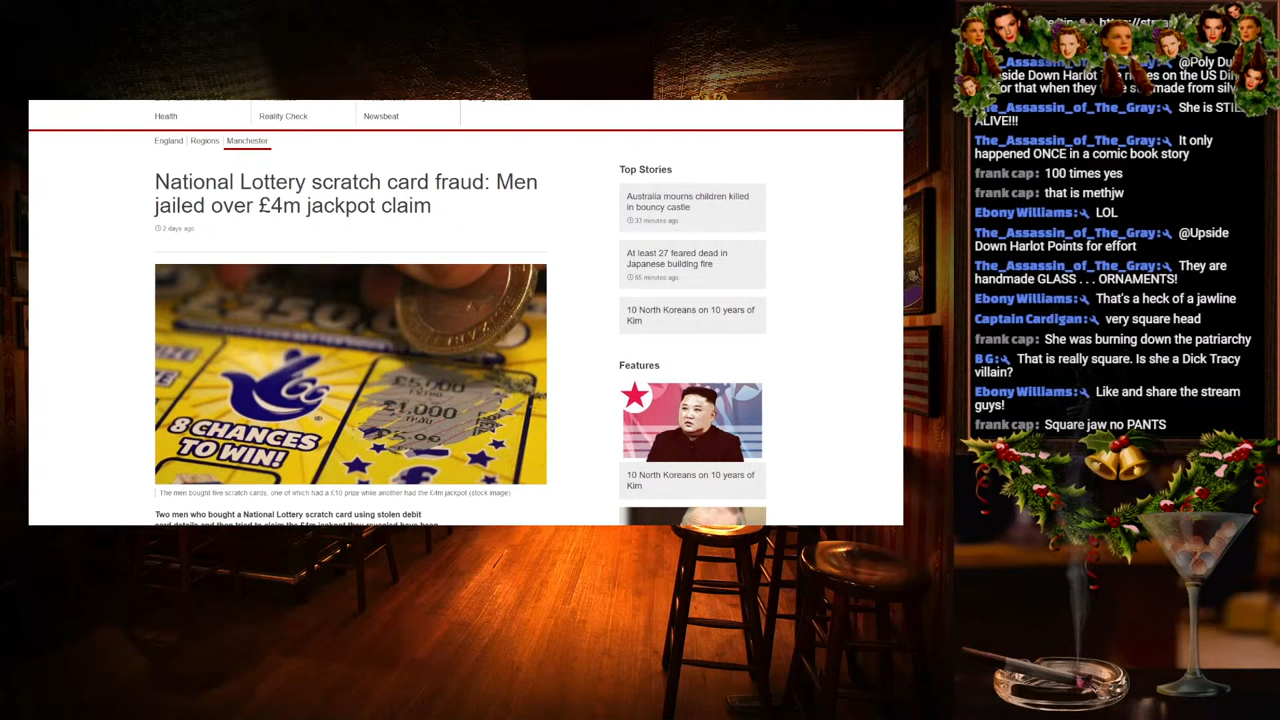 Health
Reality Check
Newsbeat
England
Regions
Manchester
National Lottery scratch card fraud: Men
jailed over £4m jackpot claim
2 days ago
8 CHANCES
TO WIN!
£5,000
£1,000
The men bought five scratch cards, one of which had a £10 prize while another had the £4m jackpot (stock image)
Two men who bought a National Lottery scratch card using stolen debit
Top Stories
Australia mourns children killed
in bouncy castle
33 minutes ago
At least 27 feared dead in
Japanese building fire
55 minutes ago
10 North Koreans on 10 years of
Kim
Features
10 North Koreans on 10 years of
Kim
The_Assassin_of_The_Gray: She is STILL
ALIVE!!!
The_Assassin_of_The_Gray: It only
happened ONCE in a comic book story
frank cap: 100 times yes
frank cap: that is methjw
Ebony Williams: LOL
The_Assassin_of_The_Gray: @Upside
Down Harlot Points for effort
The_Assassin_of_The_Gray: They are
handmade GLASS . . . ORNAMENTS!
Ebony Williams: That's a heck of a jawline
Captain Cardigan: very square head
frank cap: She was burning down the patriarchy
BG: That is really square. Is she a Dick Tracy
villain?
Ebony Williams: Like and share the stream
guys!
frank cap: Square jaw no PANTS